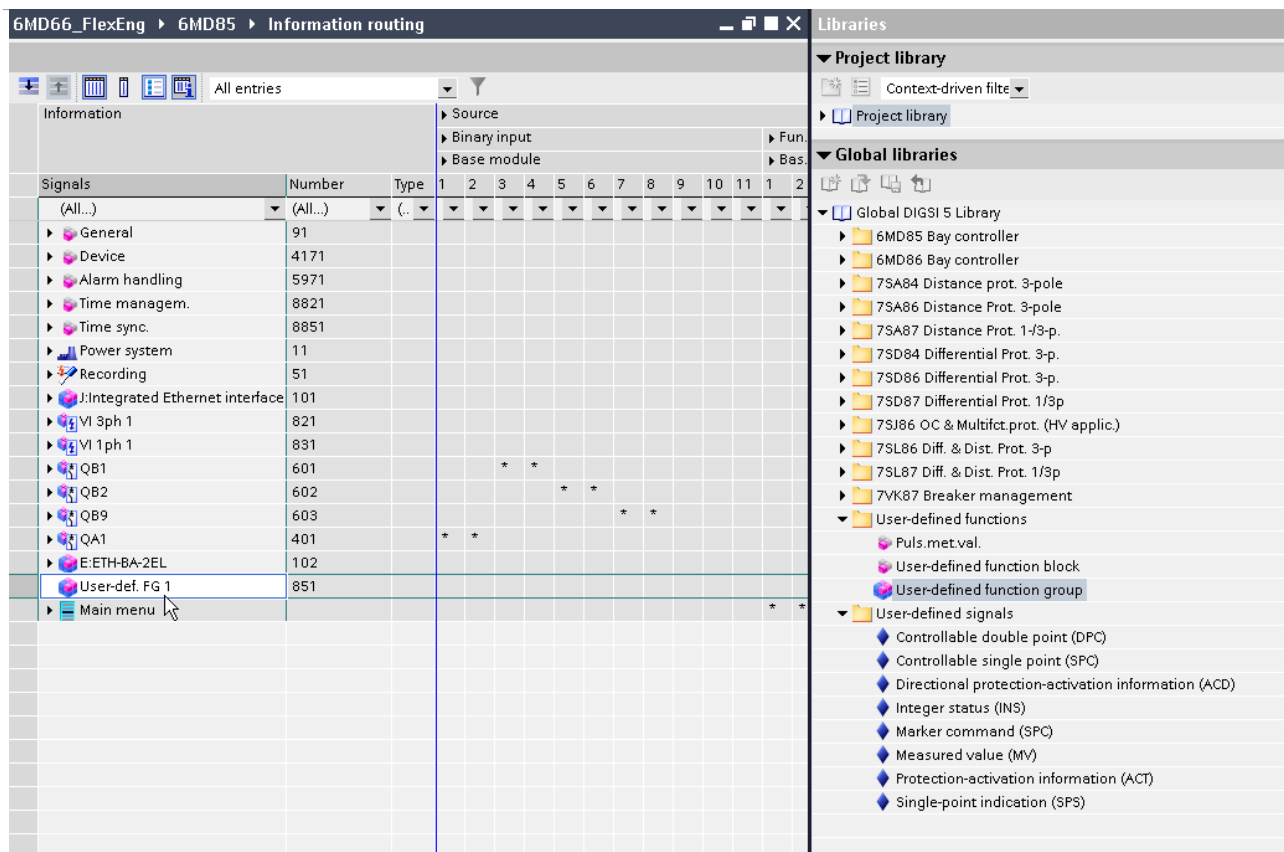 6MD66_FlexEng ▸ 6MD85 ▸ Information routing
All entries
Information
Source
Binary input
Fun.
Base module
Bas.
Signals Number Type 1 2 3 4 5 6 7 8 9 10 11 1 2
(All...) (All...) (..
General 91
Device 4171
Alarm handling 5971
Time managem. 8821
Time sync. 8851
Power system 11
Recording 51
J:Integrated Ethernet interface 101
VI 3ph 1 821
VI 1ph 1 831
QB1 601 * *
QB2 602 * *
QB9 603 * *
QA1 401 * *
E:ETH-BA-2EL 102
User-def. FG 1 851
Main menu * *
Libraries
Project library
Context-driven filte
Project library
Global libraries
Global DIGSI 5 Library
6MD85 Bay controller
6MD86 Bay controller
7SA84 Distance prot. 3-pole
7SA86 Distance Prot. 3-pole
7SA87 Distance Prot. 1-/3-p.
7SD84 Differential Prot. 3-p.
7SD86 Differential Prot. 3-p.
7SD87 Differential Prot. 1/3p
7SJ86 OC & Multifct.prot. (HV applic.)
7SL86 Diff. & Dist. Prot. 3-p
7SL87 Diff. & Dist. Prot. 1/3p
7VK87 Breaker management
User-defined functions
Puls.met.val.
User-defined function block
User-defined function group
User-defined signals
Controllable double point (DPC)
Controllable single point (SPC)
Directional protection-activation information (ACD)
Integer status (INS)
Marker command (SPC)
Measured value (MV)
Protection-activation information (ACT)
Single-point indication (SPS)